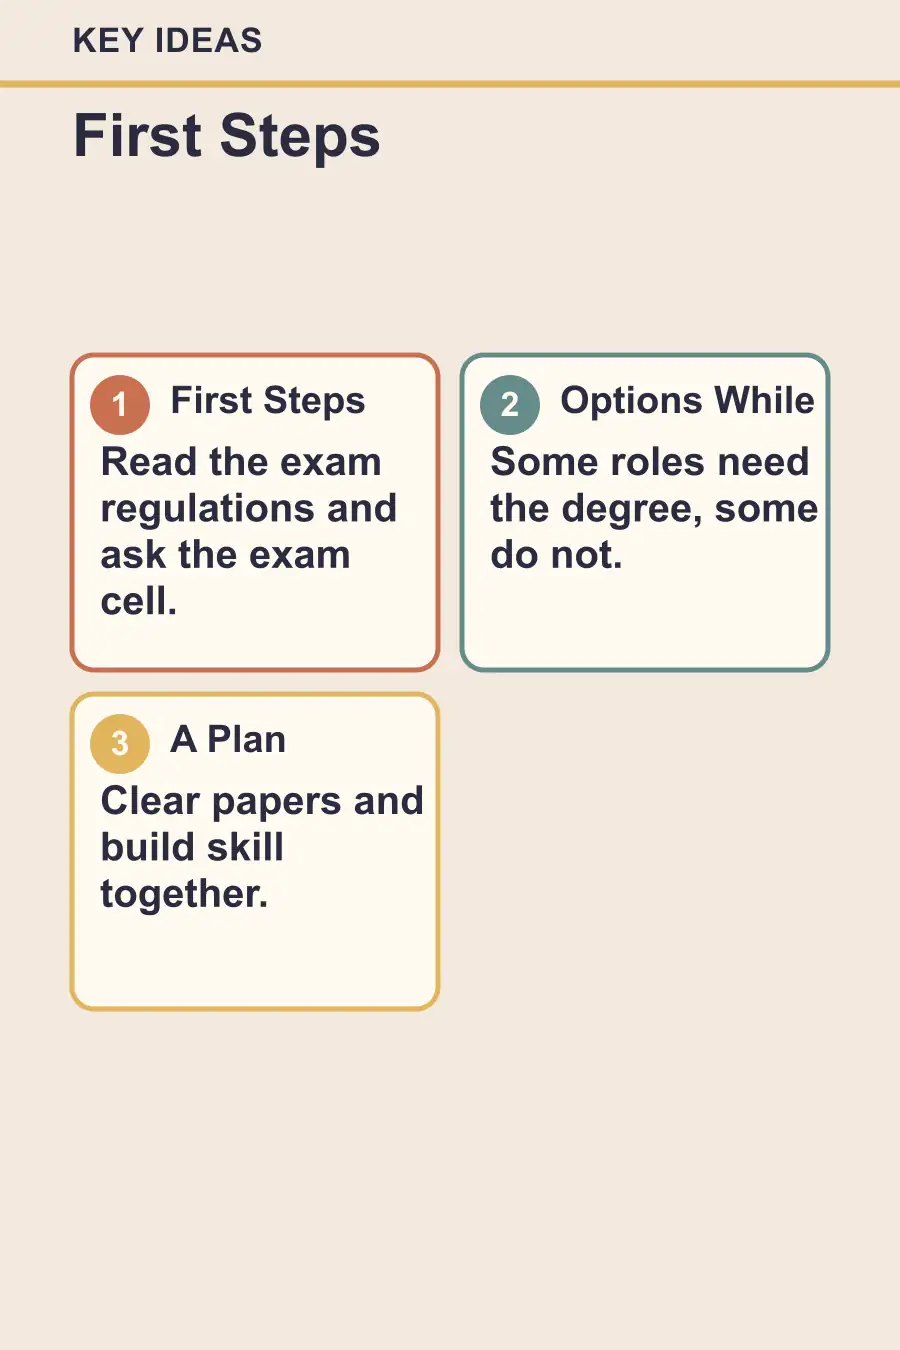 KEY IDEAS
First Steps
1 First Steps
Read the exam
regulations and
ask the exam
cell.
2 Options While
Some roles need
the degree, some
do not.
3 A Plan
Clear papers and
build skill
together.